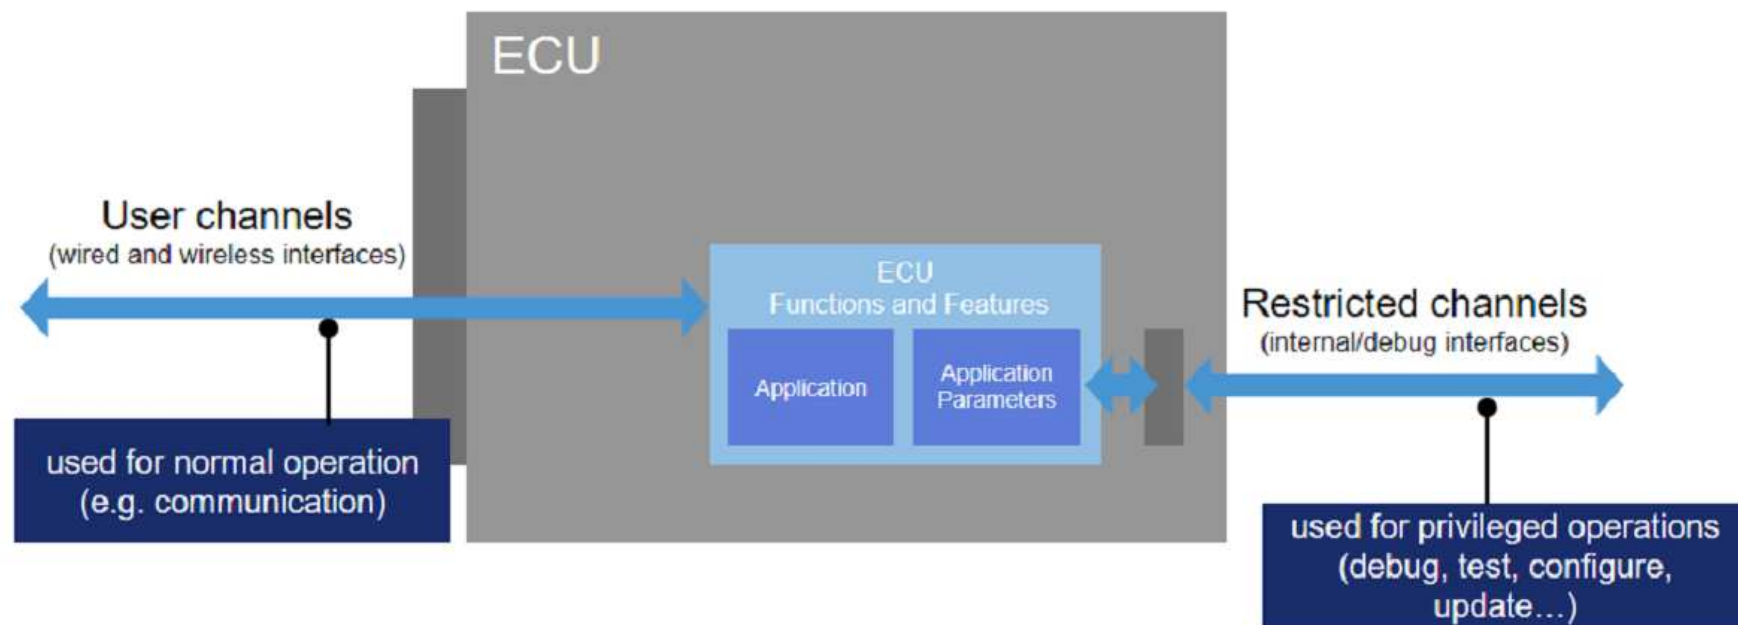 ECU
User channels
(wired and wireless interfaces)
used for normal operation
(e.g. communication)
ECU
Functions and Features
Application
Application
Parameters
Restricted channels
(internal/debug interfaces)
used for privileged operations
(debug, test, configure,
update...)